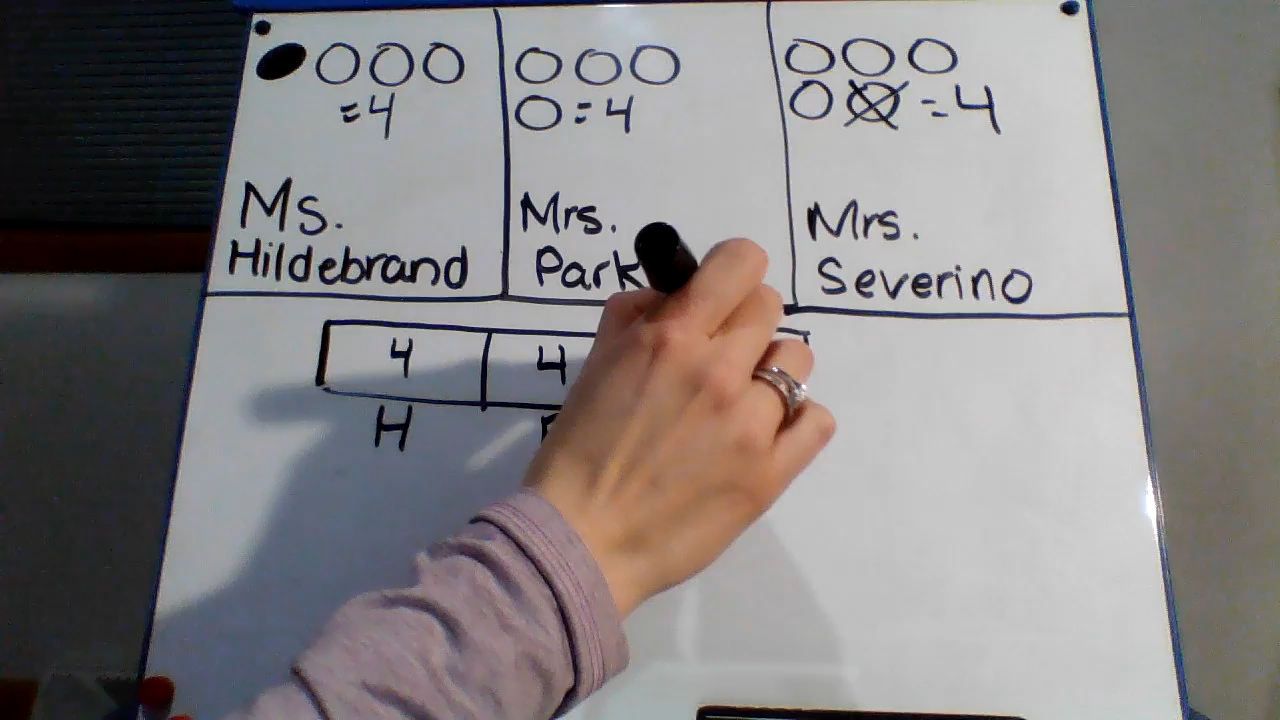 =4
=4
=4
Ms.
Hildebrand
Mrs.
Park
Mrs.
Severino
4 4
H